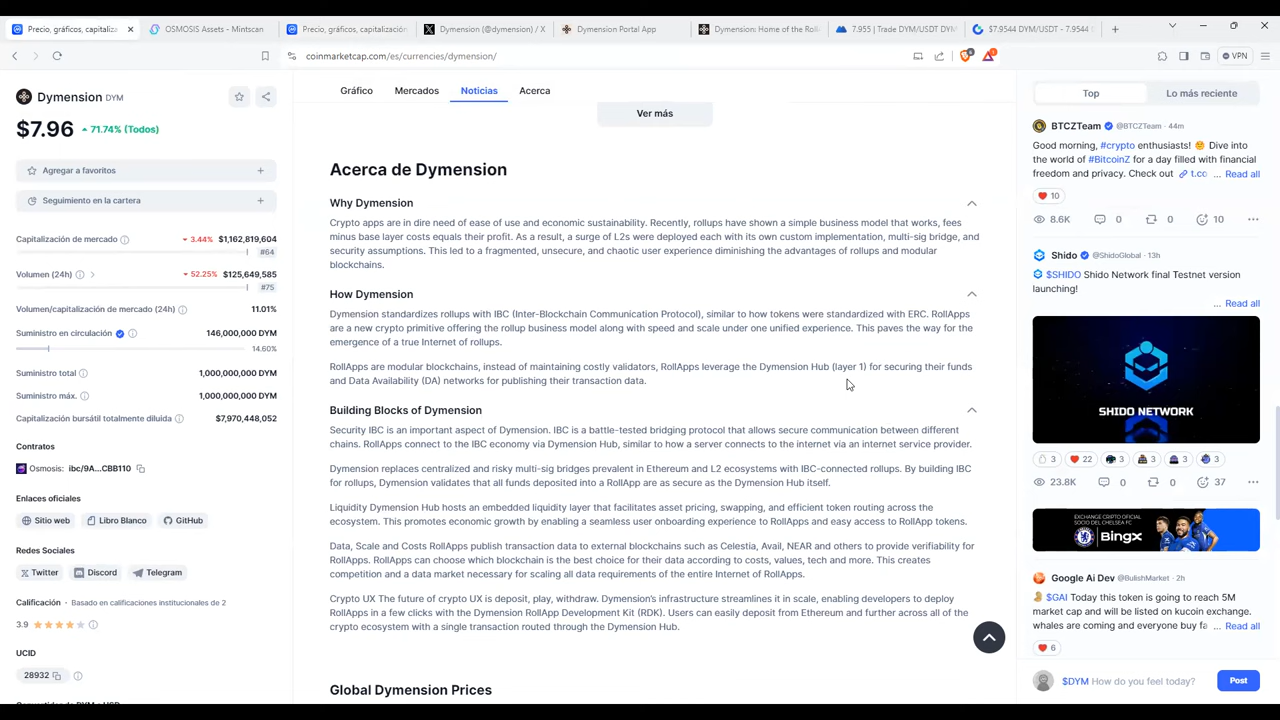 Precio, gráficos, capitaliza
OSMOSIS Assets - Mintscan
Precio, gráficos, capitalización
Dymension (@dymension) / X
Dymension Portal App
Dymension: Home of the Roll
7.955 | Trade DYM/USDT DYM
$7.9544 DYM/USDT - 7.9544
coinmarketcap.com/es/currencies/dymension/
VPN
Dymension DYM
$7.96 71.74% (Todos)
Agregar a favoritos
Seguimiento en la cartera
Capitalización de mercado 3.44% $1,162,819,604
#64
Volumen (24h) 52.25% $125,649,585
#75
Volumen/capitalización de mercado (24h) 11.01%
Suministro en circulación 146,000,000 DYM
14.60%
Suministro total 1,000,000,000 DYM
Suministro máx. 1,000,000,000 DYM
Capitalización bursátil totalmente diluida $7,970,448,052
Contratos
Osmosis: ibc/9A...CBB110
Enlaces oficiales
Sitio web Libro Blanco GitHub
Redes Sociales
Twitter Discord Telegram
Calificación · Basado en calificaciones institucionales de 2
3.9
UCID
28932
Gráfico Mercados Noticias Acerca
Ver más
Acerca de Dymension
Why Dymension
Crypto apps are in dire need of ease of use and economic sustainability. Recently, rollups have shown a simple business model that works, fees
minus base layer costs equals their profit. As a result, a surge of L2s were deployed each with its own custom implementation, multi-sig bridge, and
security assumptions. This led to a fragmented, unsecure, and chaotic user experience diminishing the advantages of rollups and modular
blockchains.
How Dymension
Dymension standardizes rollups with IBC (Inter-Blockchain Communication Protocol), similar to how tokens were standardized with ERC. RollApps
are a new crypto primitive offering the rollup business model along with speed and scale under one unified experience. This paves the way for the
emergence of a true Internet of rollups.
RollApps are modular blockchains, instead of maintaining costly validators, RollApps leverage the Dymension Hub (layer 1) for securing their funds
and Data Availability (DA) networks for publishing their transaction data.
Building Blocks of Dymension
Security IBC is an important aspect of Dymension. IBC is a battle-tested bridging protocol that allows secure communication between different
chains. RollApps connect to the IBC economy via Dymension Hub, similar to how a server connects to the internet via an internet service provider.
Dymension replaces centralized and risky multi-sig bridges prevalent in Ethereum and L2 ecosystems with IBC-connected rollups. By building IBC
for rollups, Dymension validates that all funds deposited into a RollApp are as secure as the Dymension Hub itself.
Liquidity Dymension Hub hosts an embedded liquidity layer that facilitates asset pricing, swapping, and efficient token routing across the
ecosystem. This promotes economic growth by enabling a seamless user onboarding experience to RollApps and easy access to RollApp tokens.
Data, Scale and Costs RollApps publish transaction data to external blockchains such as Celestia, Avail, NEAR and others to provide verifiability for
RollApps. RollApps can choose which blockchain is the best choice for their data according to costs, values, tech and more. This creates
competition and a data market necessary for scaling all data requirements of the entire Internet of RollApps.
Crypto UX The future of crypto UX is deposit, play, withdraw. Dymension's infrastructure streamlines it in scale, enabling developers to deploy
RollApps in a few clicks with the Dymension RollApp Development Kit (RDK). Users can easily deposit from Ethereum and further across all of the
crypto ecosystem with a single transaction routed through the Dymension Hub.
Global Dymension Prices
Top Lo más reciente
BTCZTeam @BTCZTeam · 44m
Good morning, #crypto enthusiasts! Dive into
the world of #BitcoinZ for a day filled with financial
freedom and privacy. Check out t.co ... Read all
10
8.6K 0 0 10
Shido @ShidoGlobal · 13h
$SHIDO Shido Network final Testnet version
launching!
... Read all
SHIDO NETWORK
3 22 3 3 3 3
23.8K 0 0 37
EXCHANGE CRIPTO OFICIAL
SOCIO DEL CHELSEA FC
BingX
Google Ai Dev @BullshMarket · 2h
$GAI Today this token is going to reach 5M
market cap and will be listed on kucoin exchange.
whales are coming and everyone buy fa ... Read all
6
$DYM How do you feel today?
Post